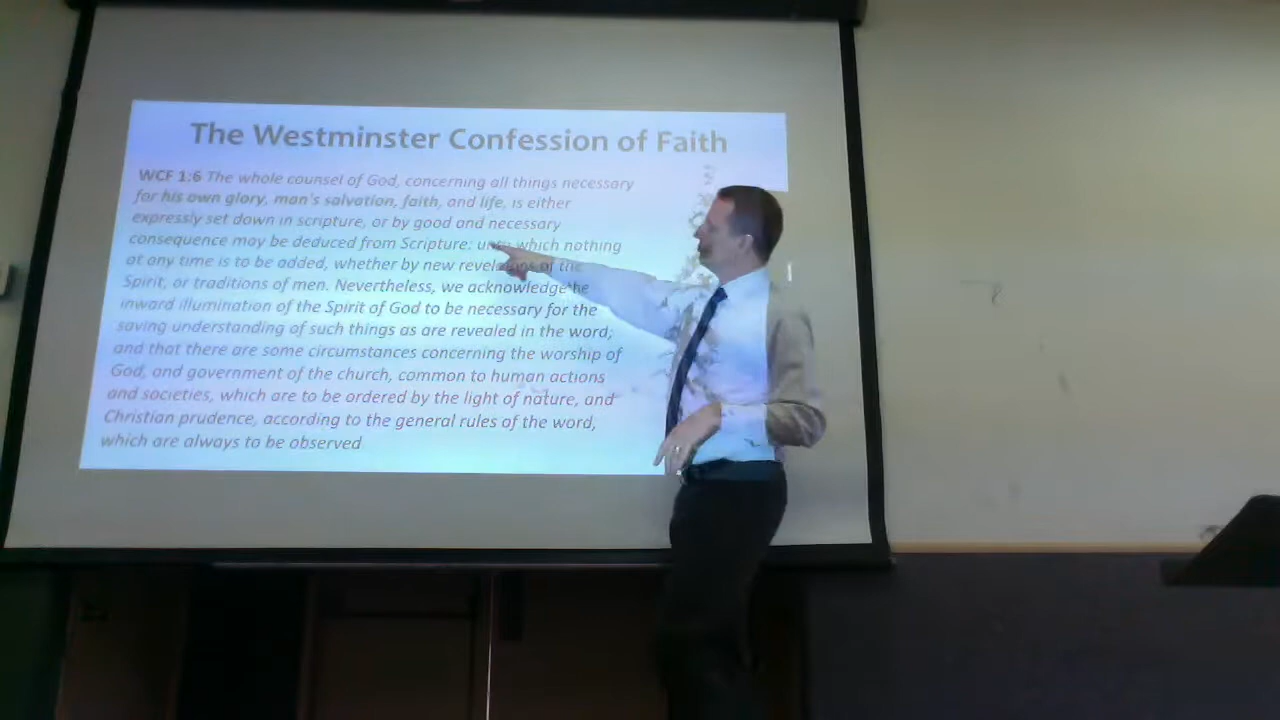 The Westminster Confession of Faith
WCF 1:6 The whole counsel of God, concerning all things necessary
for his own glory, man's salvation, faith, and life, is either
expressly set down in scripture, or by good and necessary
consequence may be deduced from Scripture: unto which nothing
at any time is to be added, whether by new revelations of the
Spirit, or traditions of men. Nevertheless, we acknowledge the
inward illumination of the Spirit of God to be necessary for the
saving understanding of such things as are revealed in the word;
and that there are some circumstances concerning the worship of
God, and government of the church, common to human actions
and societies, which are to be ordered by the light of nature, and
Christian prudence, according to the general rules of the word,
which are always to be observed